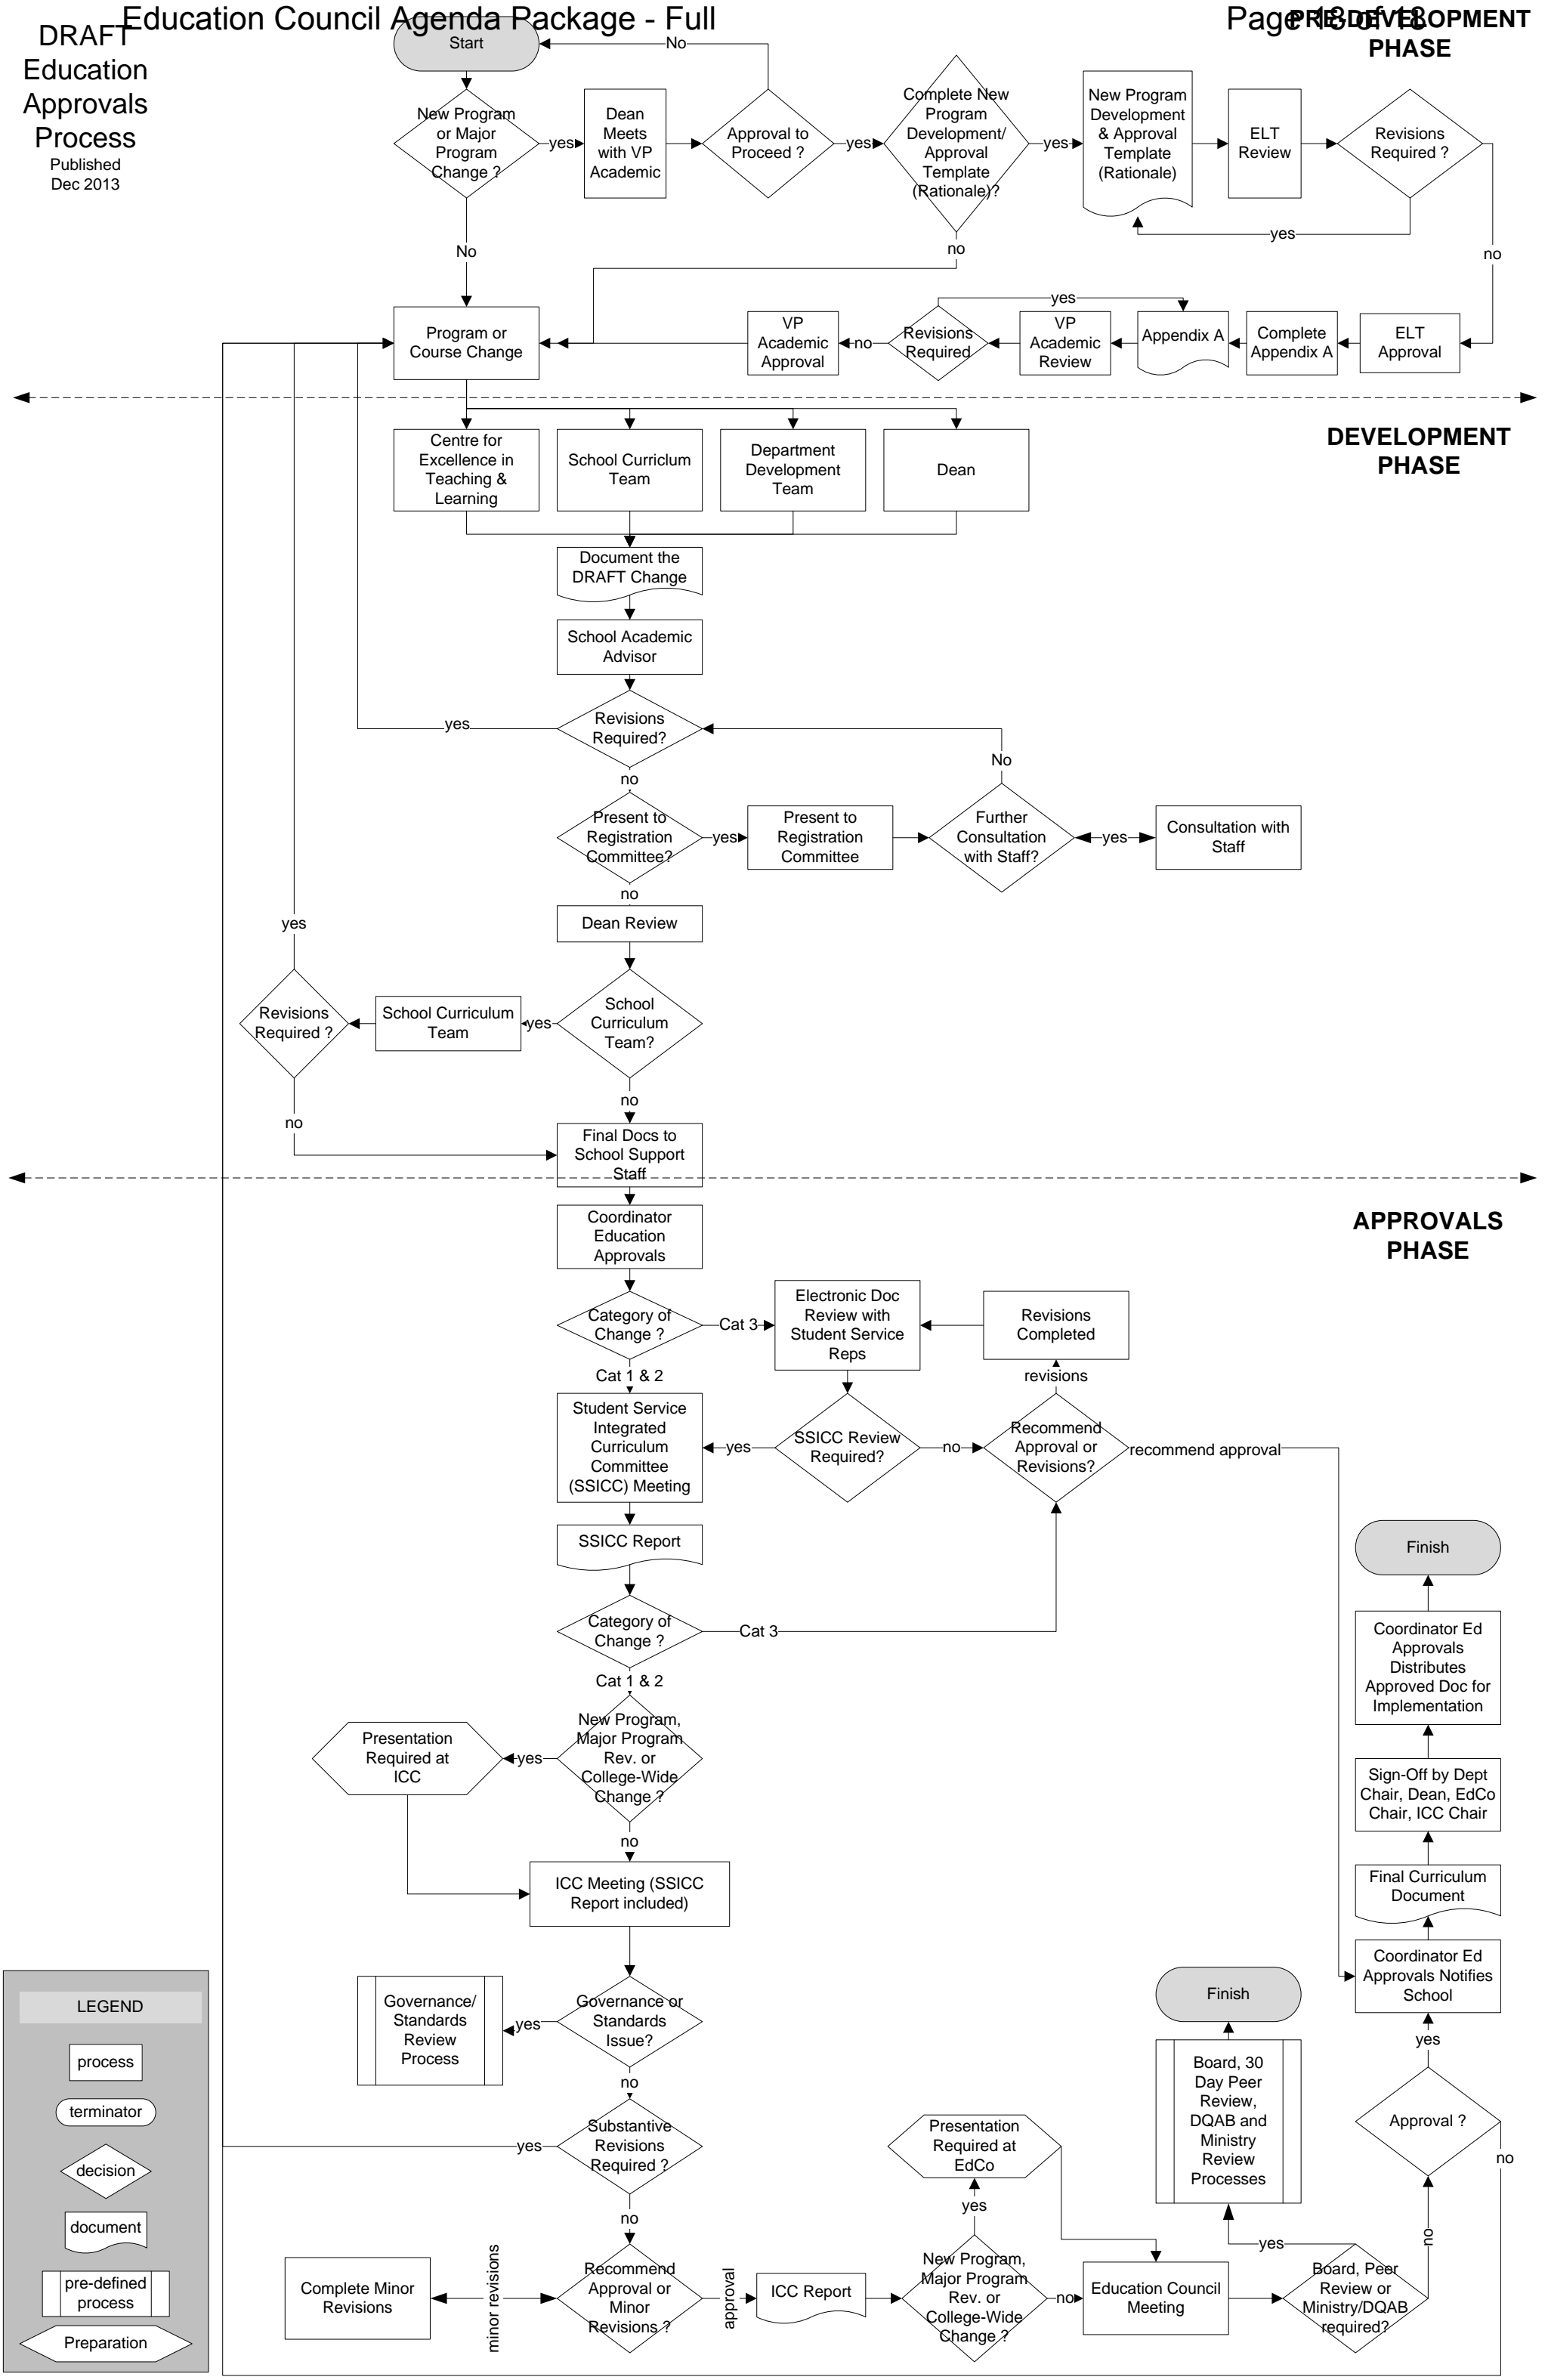 Education Council Agenda Package - Full
Page 18 of 18
DRAFT
Education
Approvals
Process
Published
Dec 2013
PRE-DEVELOPMENT
PHASE
Start
No
New Program
or Major
Program
Change ?
yes
Dean
Meets
with VP
Academic
Approval to
Proceed ?
yes
Complete New
Program
Development/
Approval
Template
(Rationale)?
yes
New Program
Development
& Approval
Template
(Rationale)
ELT
Review
Revisions
Required ?
yes
no
No
no
Program or
Course Change
VP
Academic
Approval
no
Revisions
Required
yes
VP
Academic
Review
Appendix A
Complete
Appendix A
ELT
Approval
DEVELOPMENT
PHASE
Centre for
Excellence in
Teaching &
Learning
School Curriclum
Team
Department
Development
Team
Dean
Document the
DRAFT Change
School Academic
Advisor
Revisions
Required?
yes
no
No
Present to
Registration
Committee?
yes
Present to
Registration
Committee
Further
Consultation
with Staff?
yes
Consultation with
Staff
no
Dean Review
yes
Revisions
Required ?
School Curriculum
Team
yes
School
Curriculum
Team?
no
no
Final Docs to
School Support
Staff
APPROVALS
PHASE
Coordinator
Education
Approvals
Category of
Change ?
Cat 3
Electronic Doc
Review with
Student Service
Reps
Revisions
Completed
Cat 1 & 2
revisions
Student Service
Integrated
Curriculum
Committee
(SSICC) Meeting
yes
SSICC Review
Required?
no
Recommend
Approval or
Revisions?
recommend approval
SSICC Report
Category of
Change ?
Cat 3
Cat 1 & 2
New Program,
Major Program
Rev. or
College-Wide
Change ?
yes
Presentation
Required at
ICC
no
ICC Meeting (SSICC
Report included)
Governance or
Standards
Issue?
yes
Governance/
Standards
Review
Process
no
Substantive
Revisions
Required ?
yes
no
Recommend
Approval or
Minor
Revisions ?
minor revisions
Complete Minor
Revisions
approval
ICC Report
New Program,
Major Program
Rev. or
College-Wide
Change ?
yes
Presentation
Required at
EdCo
no
Education Council
Meeting
Board, Peer
Review or
Ministry/DQAB
required?
yes
Board, 30
Day Peer
Review,
DQAB and
Ministry
Review
Processes
Finish
no
Approval ?
no
yes
Coordinator Ed
Approvals Notifies
School
Final Curriculum
Document
Sign-Off by Dept
Chair, Dean, EdCo
Chair, ICC Chair
Coordinator Ed
Approvals
Distributes
Approved Doc for
Implementation
Finish
LEGEND
process
terminator
decision
document
pre-defined
process
Preparation